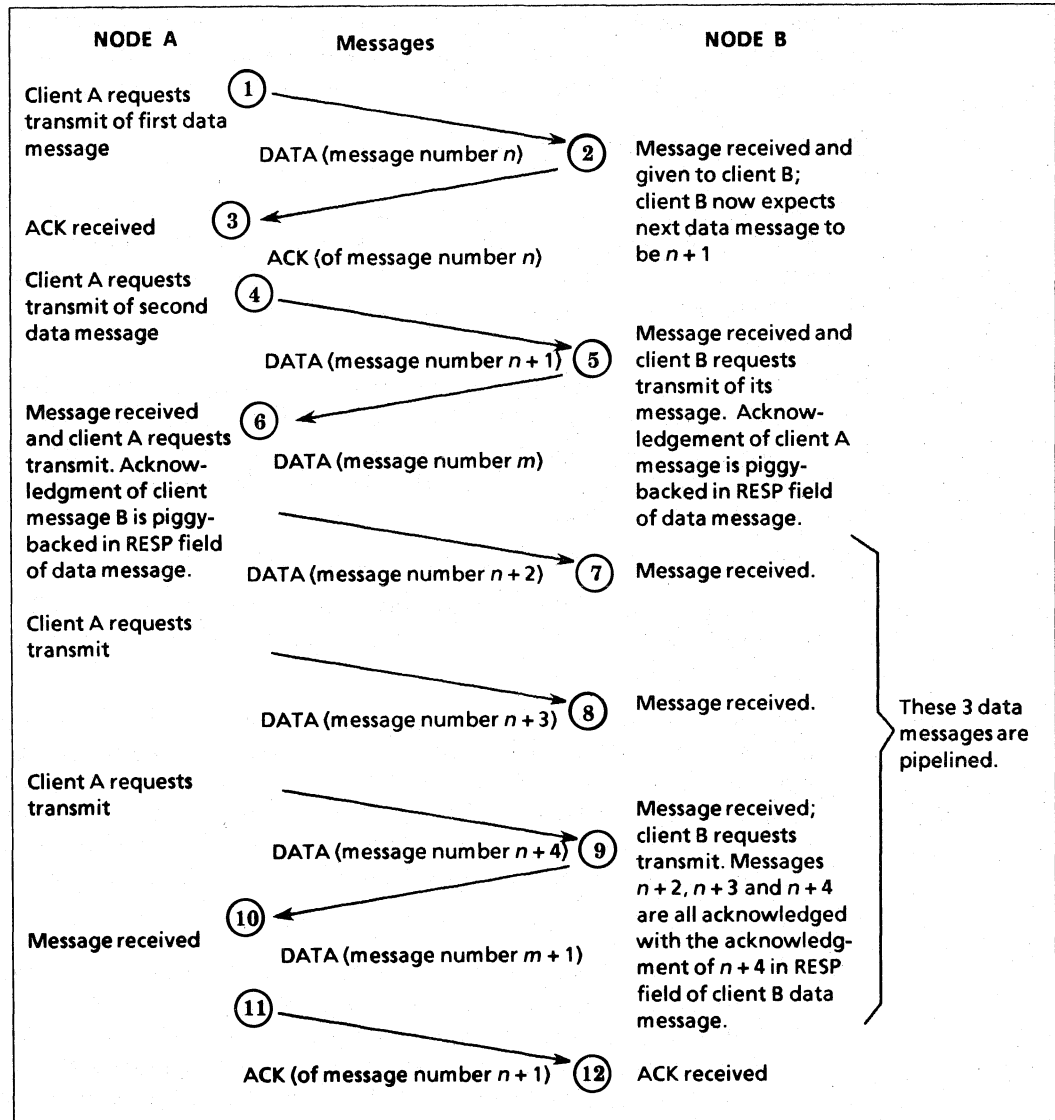 NODE A Messages NODE B
1
Client A requests
transmit of first data
message
DATA (message number n)
2
Message received and
given to client B;
client B now expects
next data message to
be n + 1
3
ACK received
ACK (of message number n)
Client A requests
transmit of second
data message
4
DATA (message number n + 1)
5
Message received and
client B requests
transmit of its
message. Acknow-
ledgement of client A
message is piggy-
backed in RESP field
of data message.
6
Message received
and client A requests
transmit. Acknow-
ledgment of client
message B is piggy-
backed in RESP field
of data message.
DATA (message number m)
DATA (message number n + 2)
7
Message received.
Client A requests
transmit
DATA (message number n + 3)
8
Message received.
These 3 data
messages are
pipelined.
Client A requests
transmit
DATA (message number n + 4)
9
Message received;
client B requests
transmit. Messages
n + 2, n + 3 and n + 4
are all acknowledged
with the acknowledg-
ment of n + 4 in RESP
field of client B data
message.
10
Message received
DATA (message number m + 1)
11
ACK (of message number n + 1)
12
ACK received